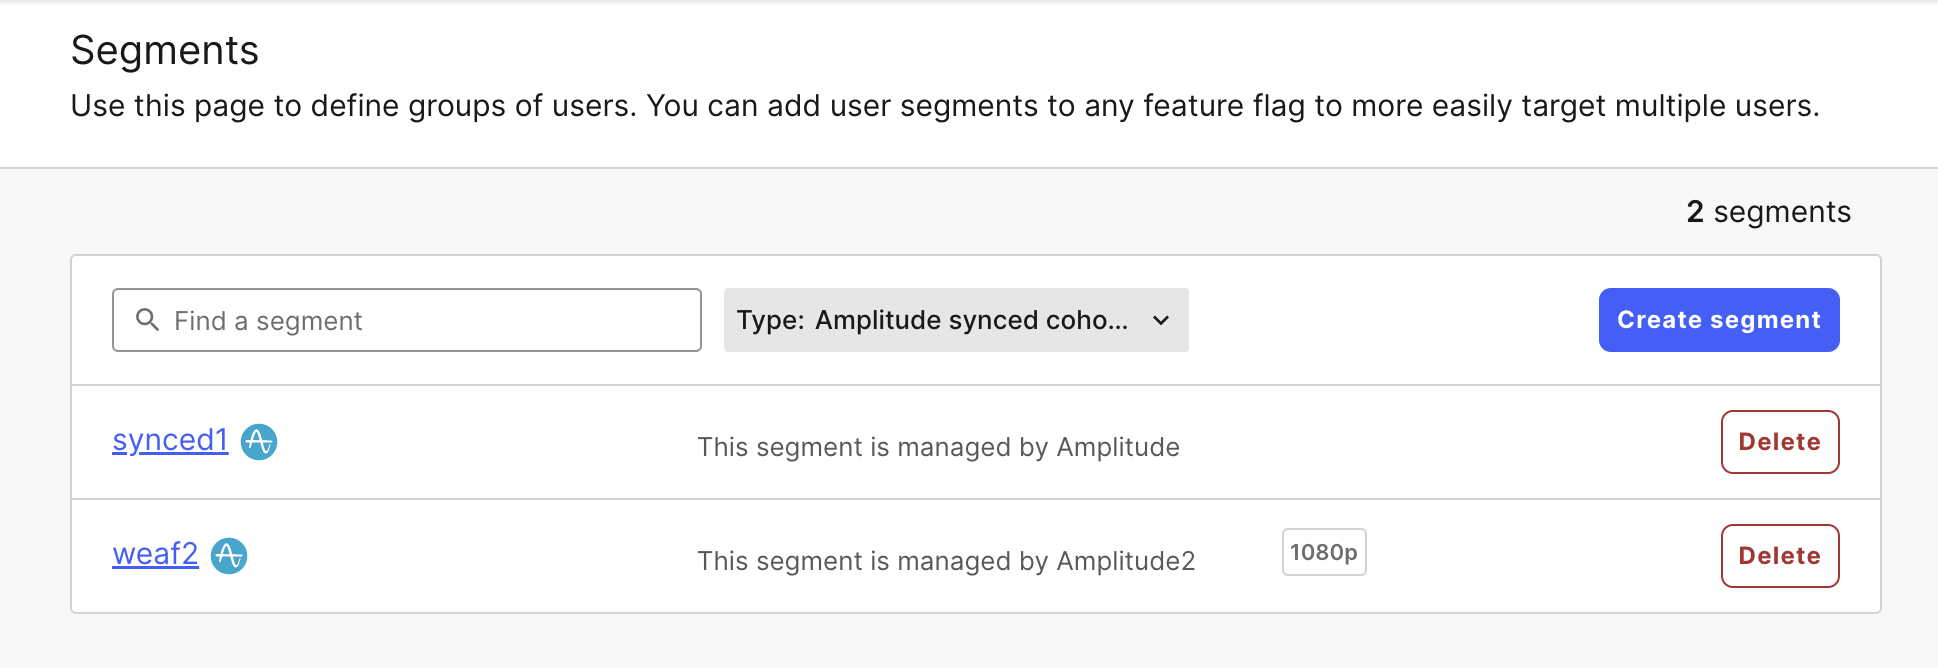 Segments
Use this page to define groups of users. You can add user segments to any feature flag to more easily target multiple users.
2 segments
Find a segment
Type: Amplitude synced coho...
Create segment
synced1
This segment is managed by Amplitude
Delete
weaf2
This segment is managed by Amplitude2
1080p
Delete